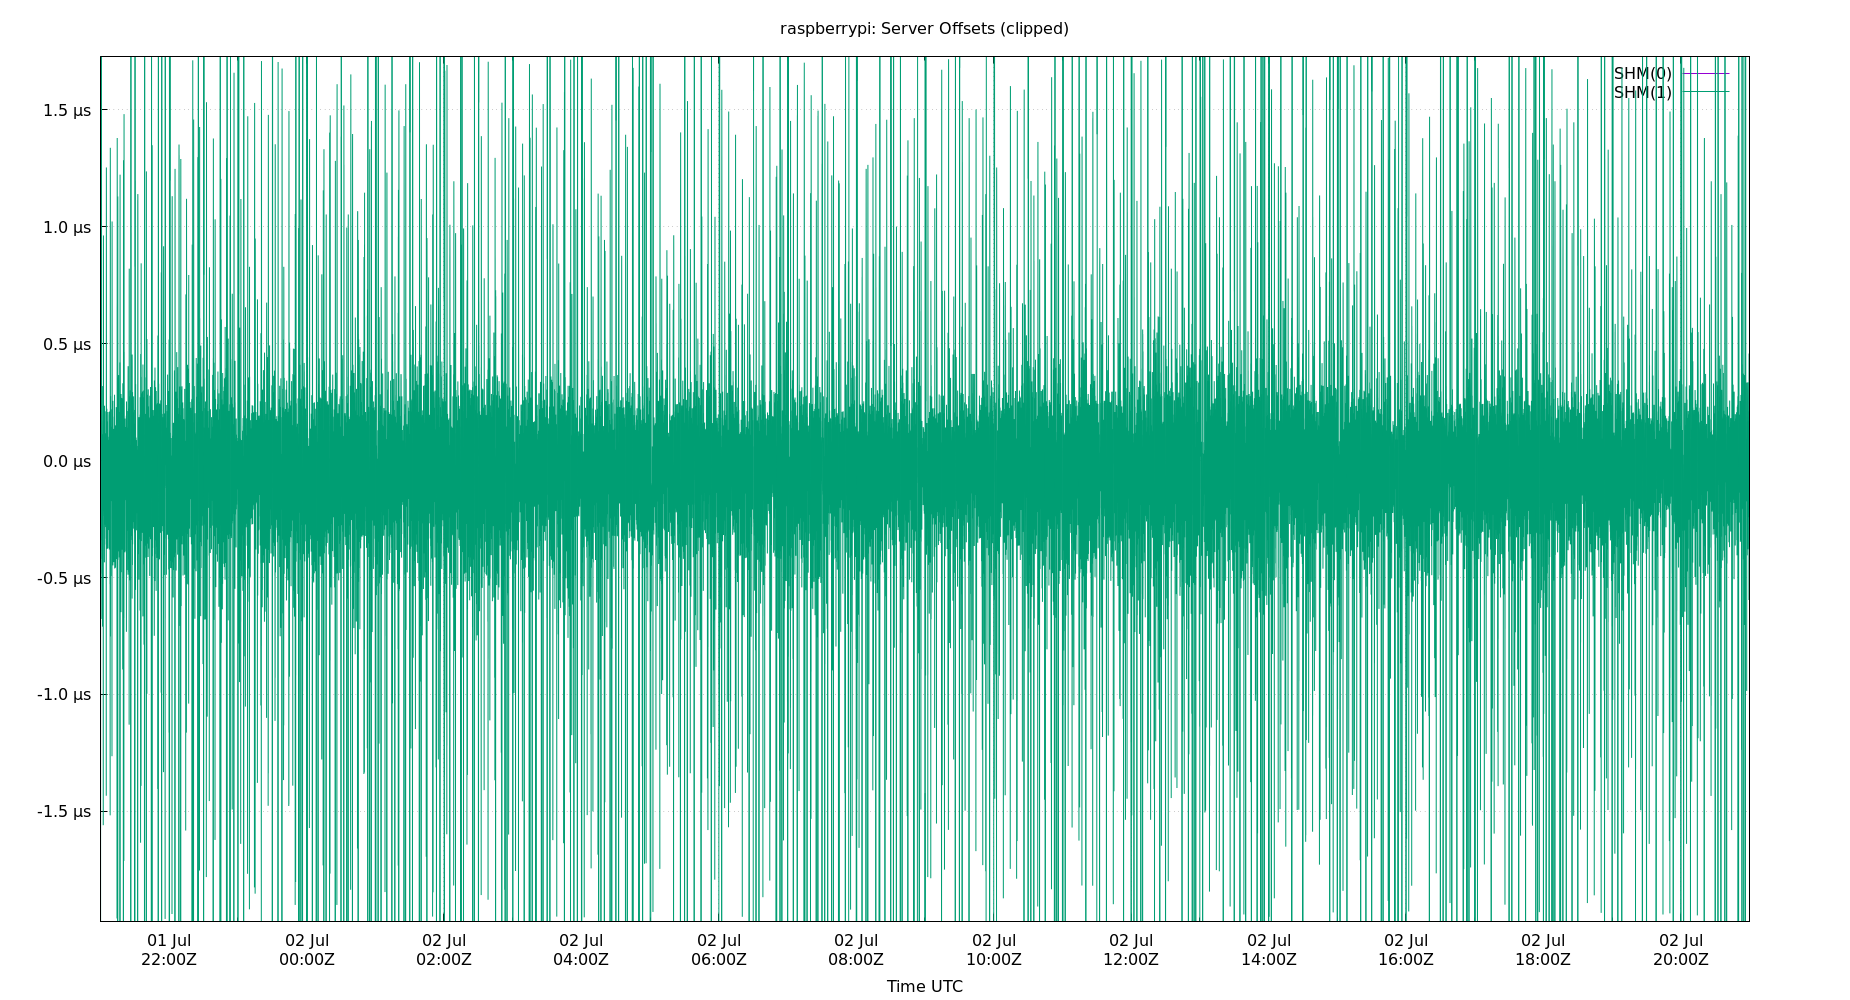 raspberrypi: Server Offsets (clipped)
SHM(0)
SHM(1)
1.5 µs
1.0 µs
0.5 µs
0.0 µs
-0.5 µs
-1.0 µs
-1.5 µs
01 Jul 02 Jul 02 Jul 02 Jul 02 Jul 02 Jul 02 Jul 02 Jul 02 Jul 02 Jul 02 Jul 02 Jul
22:00Z 00:00Z 02:00Z 04:00Z 06:00Z 08:00Z 10:00Z 12:00Z 14:00Z 16:00Z 18:00Z 20:00Z
Time UTC